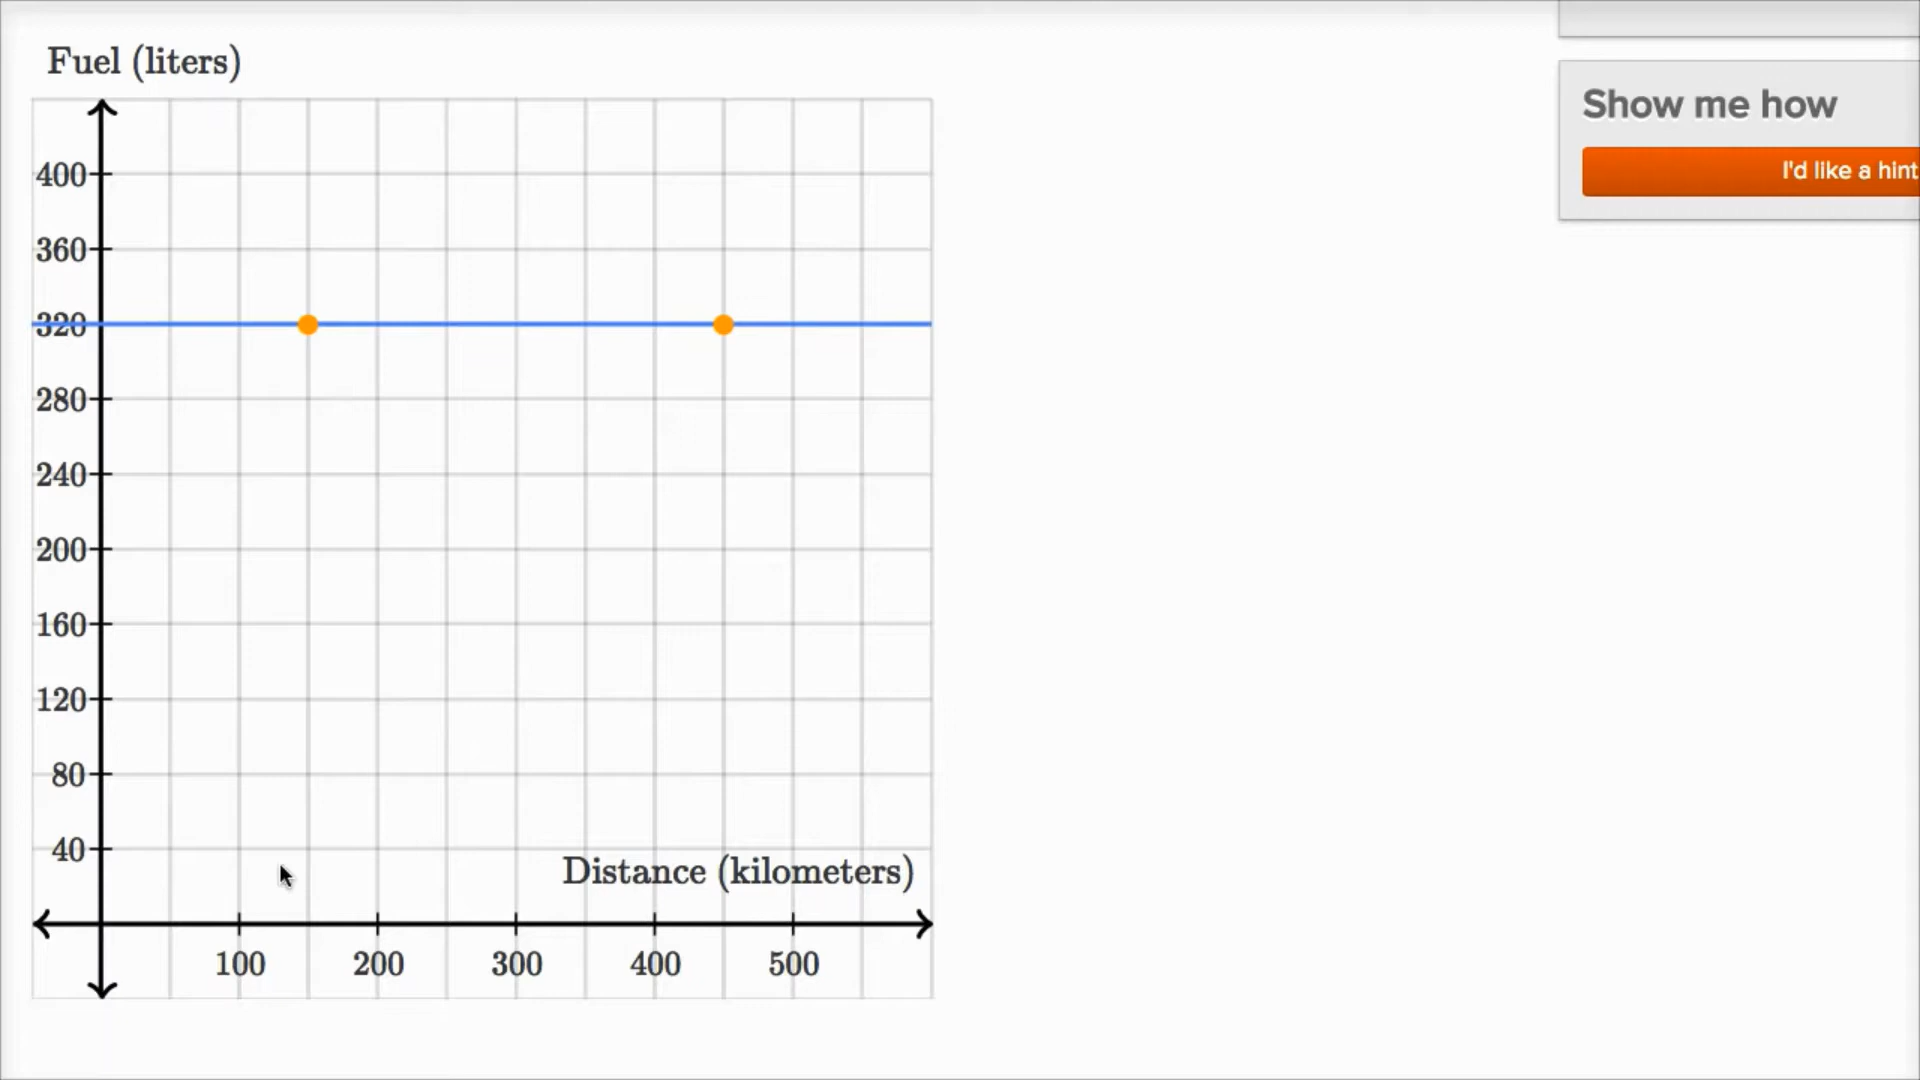 Fuel (liters)
Show me how
I'd like a hint
400
360
320
280
240
200
160
120
80
40
Distance (kilometers)
100 200 300 400 500